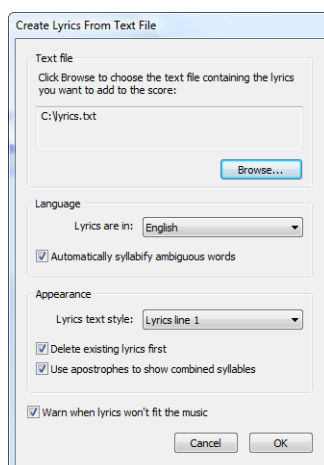 Create Lyrics From Text File
Text file
Click Browse to choose the text file containing the lyrics
you want to add to the score:
C:\lyrics.txt
Browse...
Language
Lyrics are in: English
Automatically syllabify ambiguous words
Appearance
Lyrics text style: Lyrics line 1
Delete existing lyrics first
Use apostrophes to show combined syllables
Warn when lyrics won't fit the music
Cancel OK